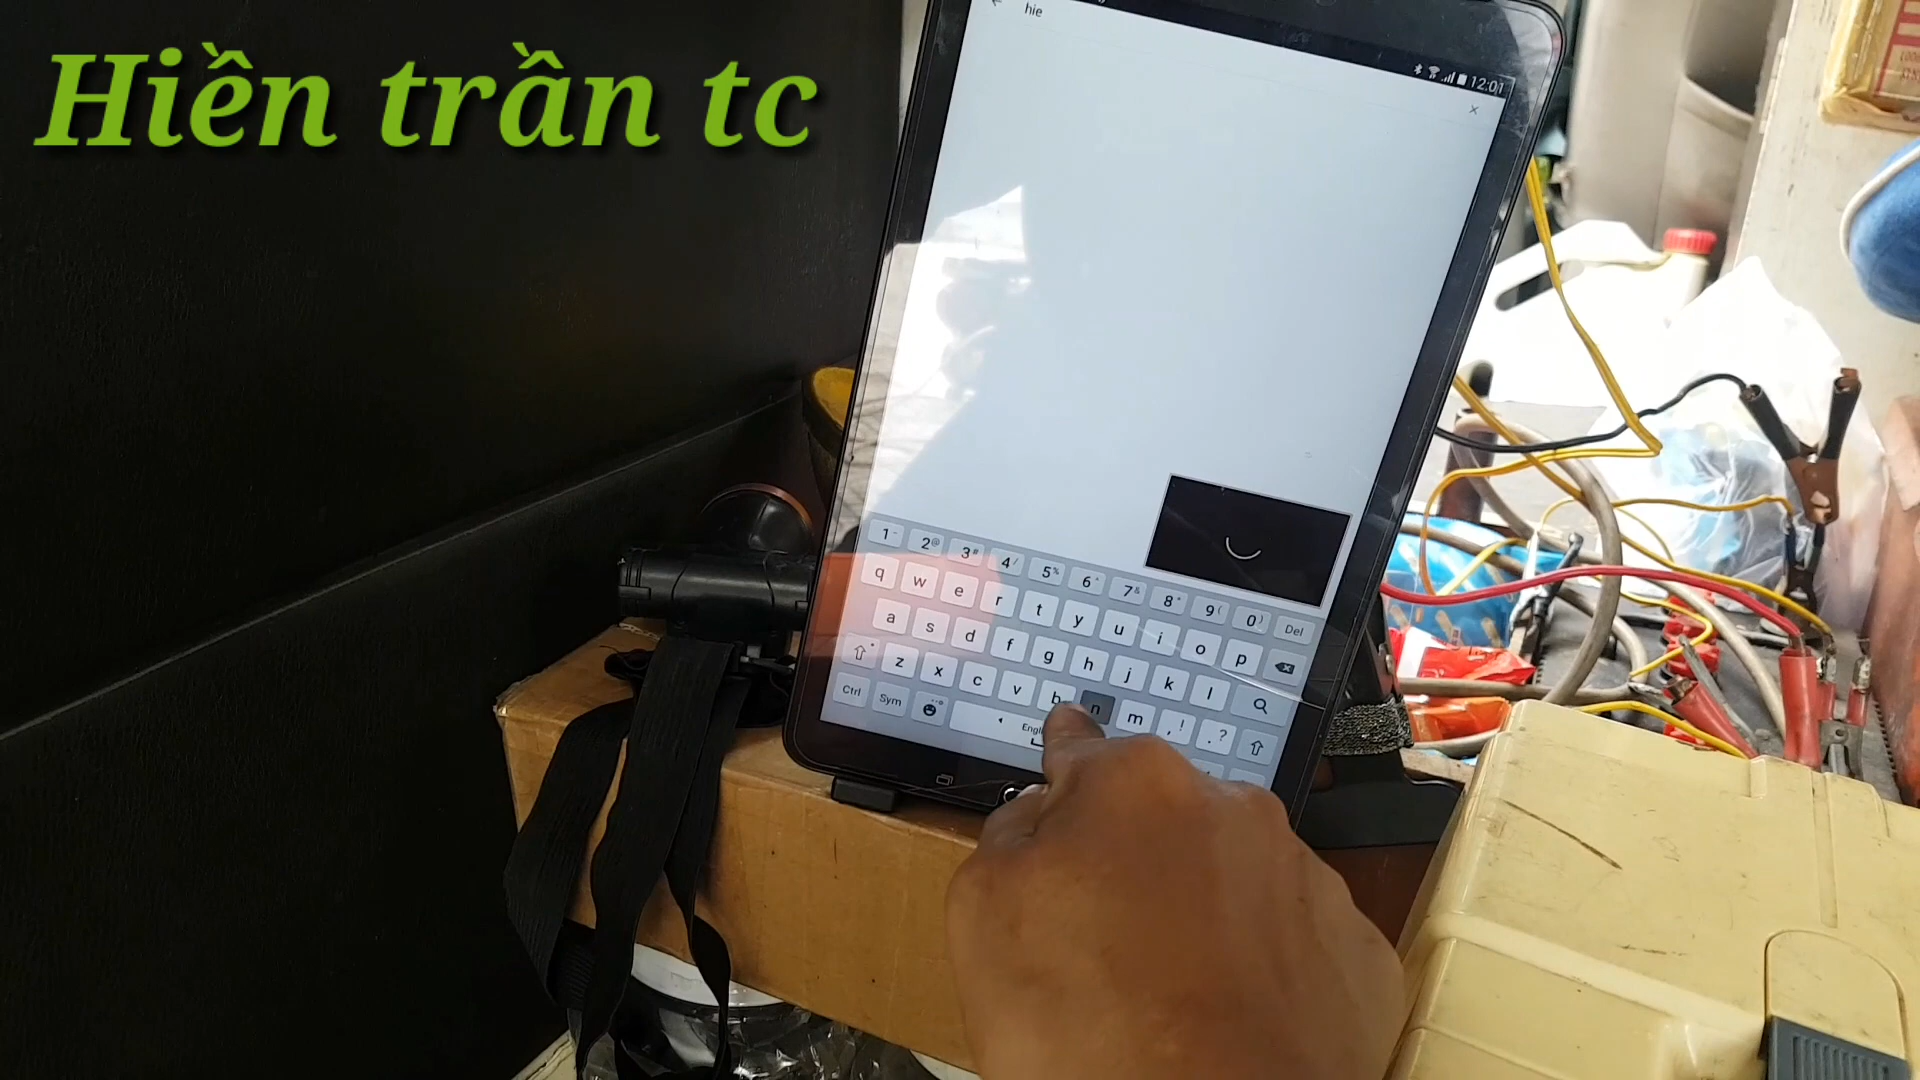 Hiền trần tc
hie
12:01
1 2@ 3# 4/ 5% 6^ 7& 8* 9( 0) Del
q w e r t y u i o p
a s d f g h j k l
z x c v b n m ,! .?
Ctrl Sym Engli